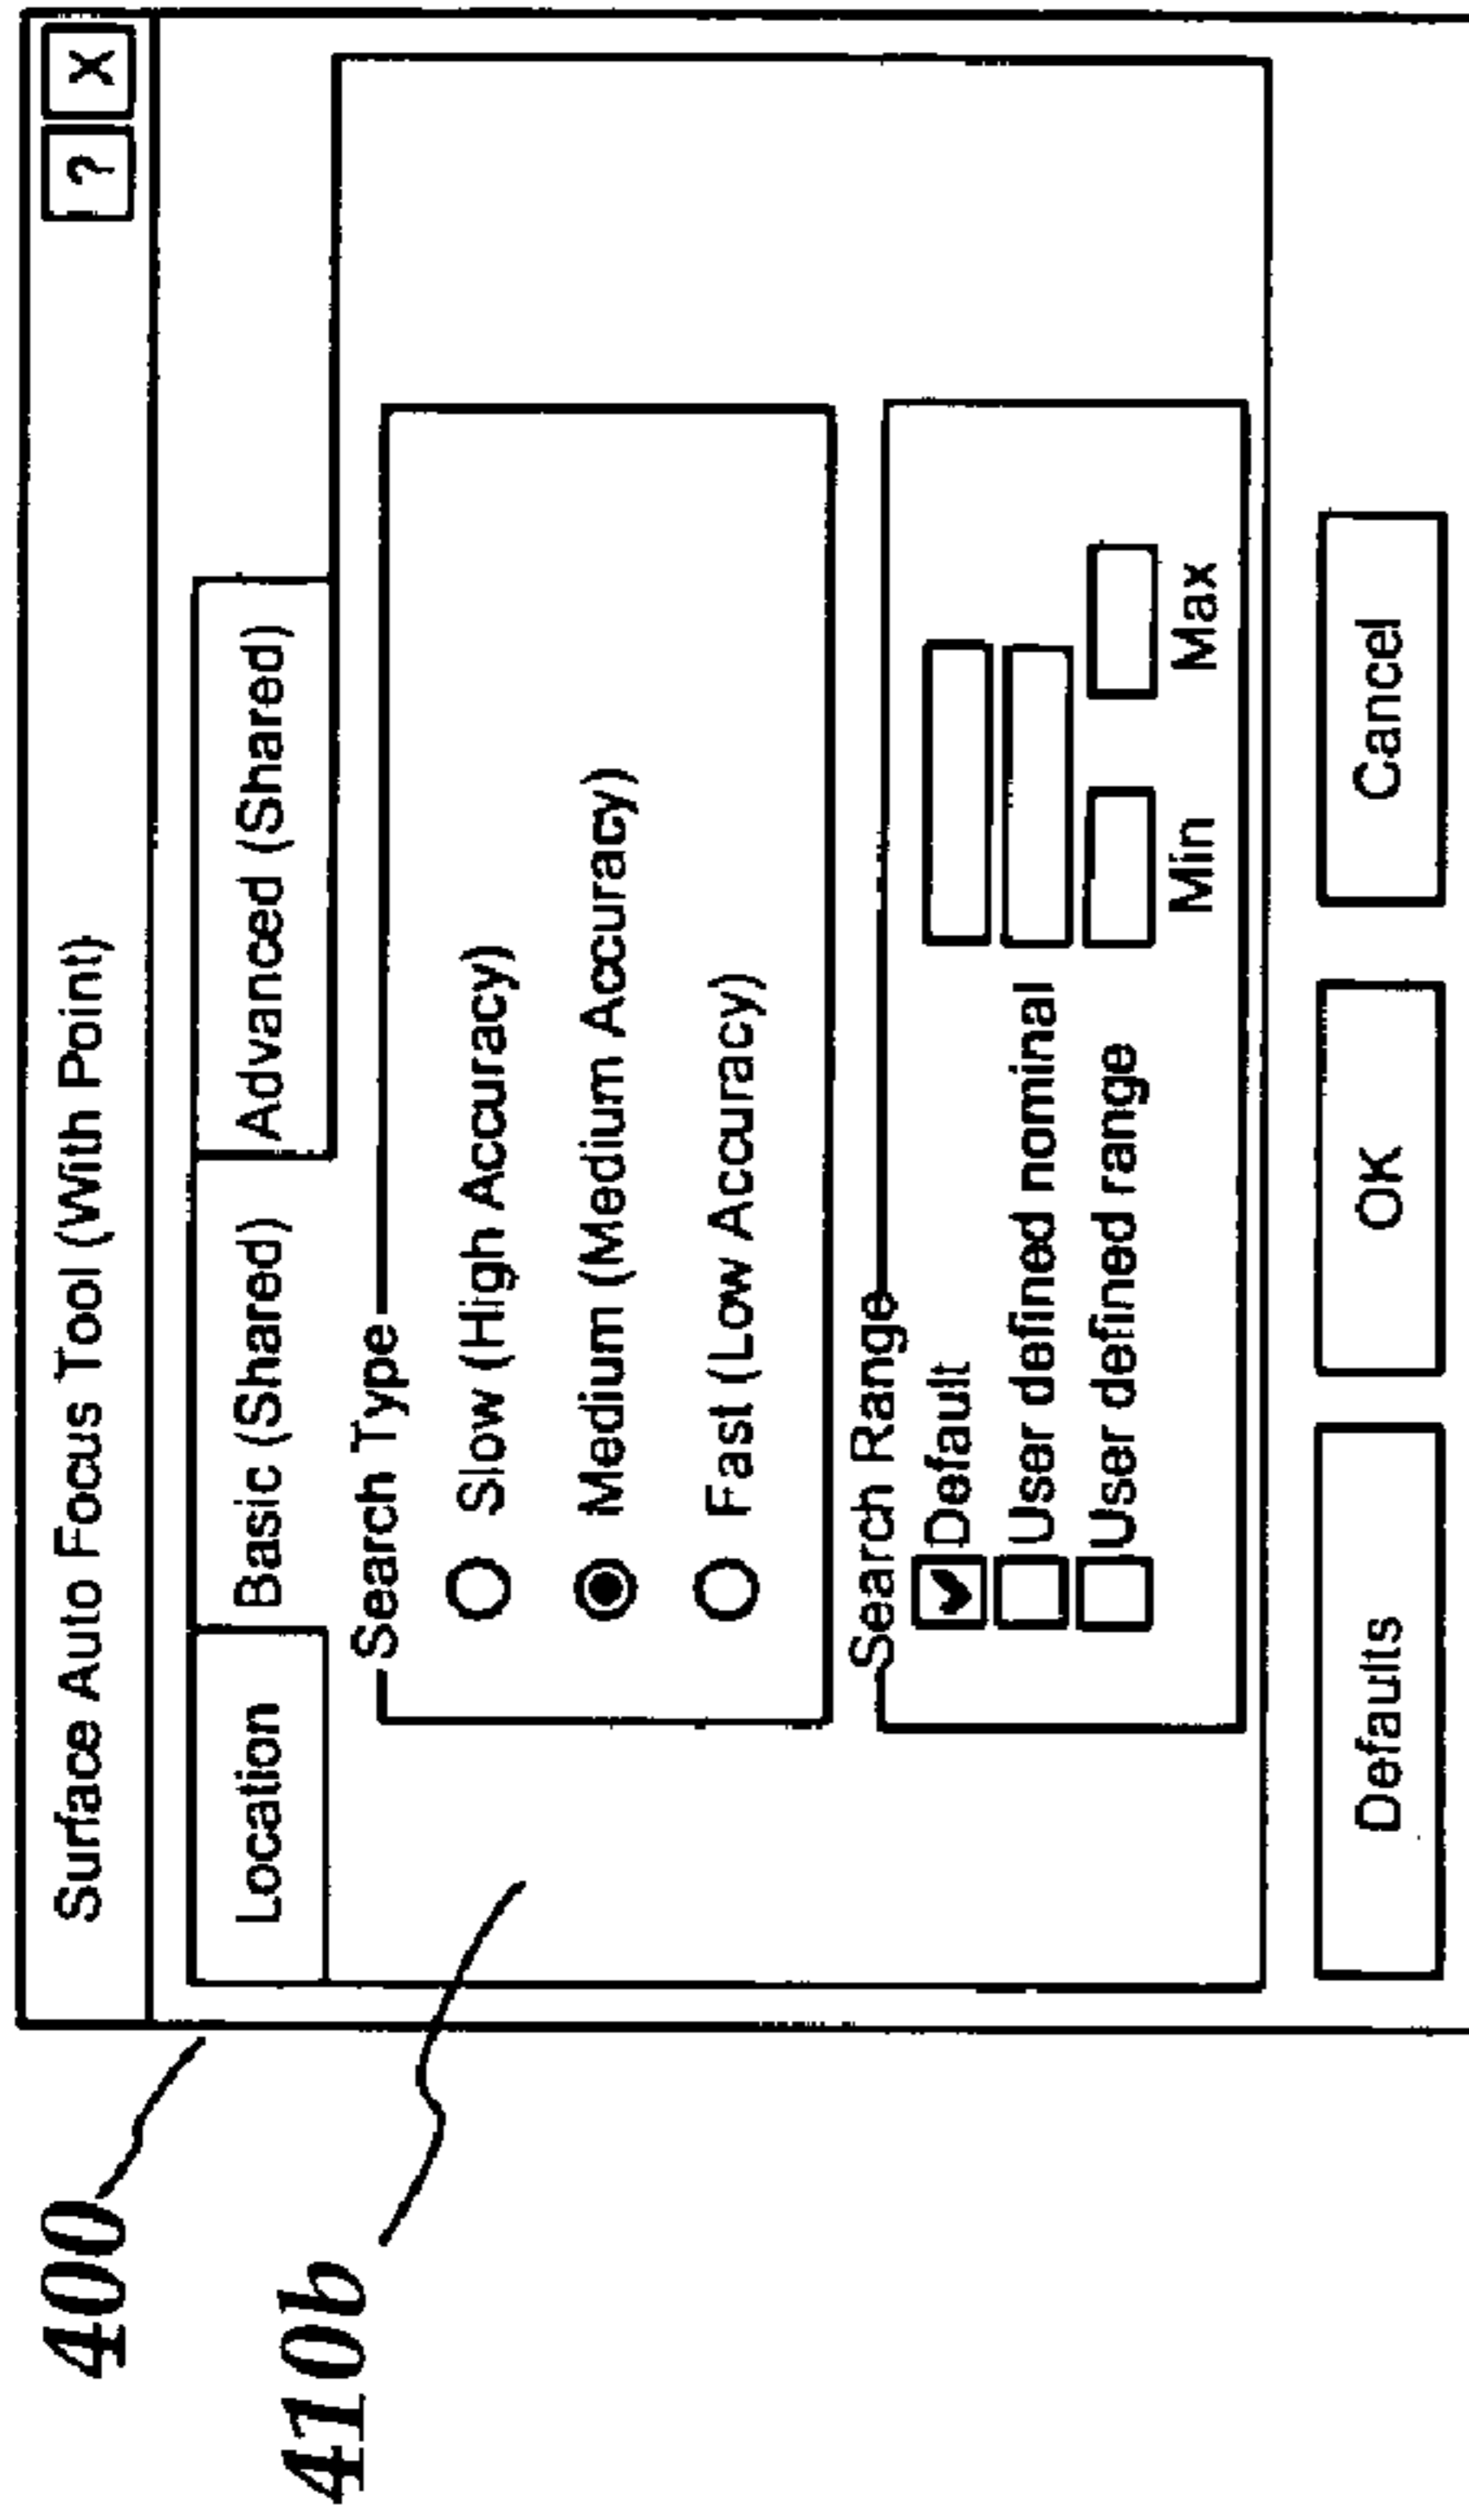 400
Surface Auto Focus Tool (With Point) ? X
410b
Location Basic (Shared) Advanced (Shared)
Search Type
Slow (High Accuracy)
Medium (Medium Accuracy)
Fast (Low Accuracy)
Search Range
Default
User defined nominal
User defined range
Min Max
Defaults OK Cancel